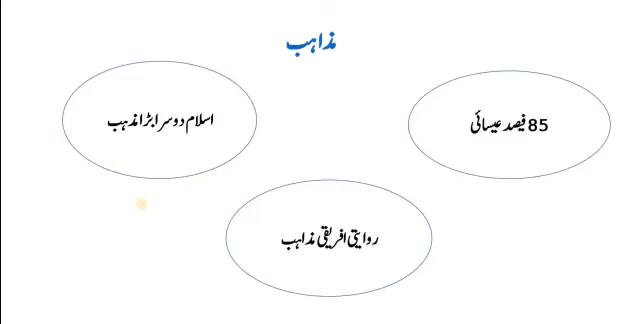 مذاہب
85 فیصد عیسائی
اسلام دوسرا بڑا مذہب
روایتی افریقی مذاہب